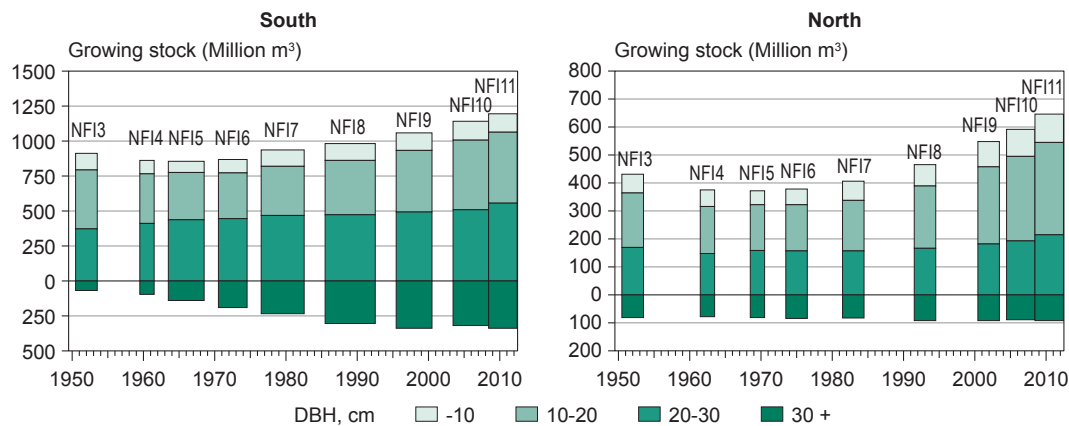 South
Growing stock (Million m³)
1500
1250
1000
750
500
250
0
250
500
NFI3
NFI4
NFI5
NFI6
NFI7
NFI8
NFI9
NFI10
NFI11
1950 1960 1970 1980 1990 2000 2010
North
Growing stock (Million m³)
800
700
600
500
400
300
200
100
0
100
200
NFI3
NFI4
NFI5
NFI6
NFI7
NFI8
NFI9
NFI10
NFI11
1950 1960 1970 1980 1990 2000 2010
DBH, cm -10 10-20 20-30 30 +